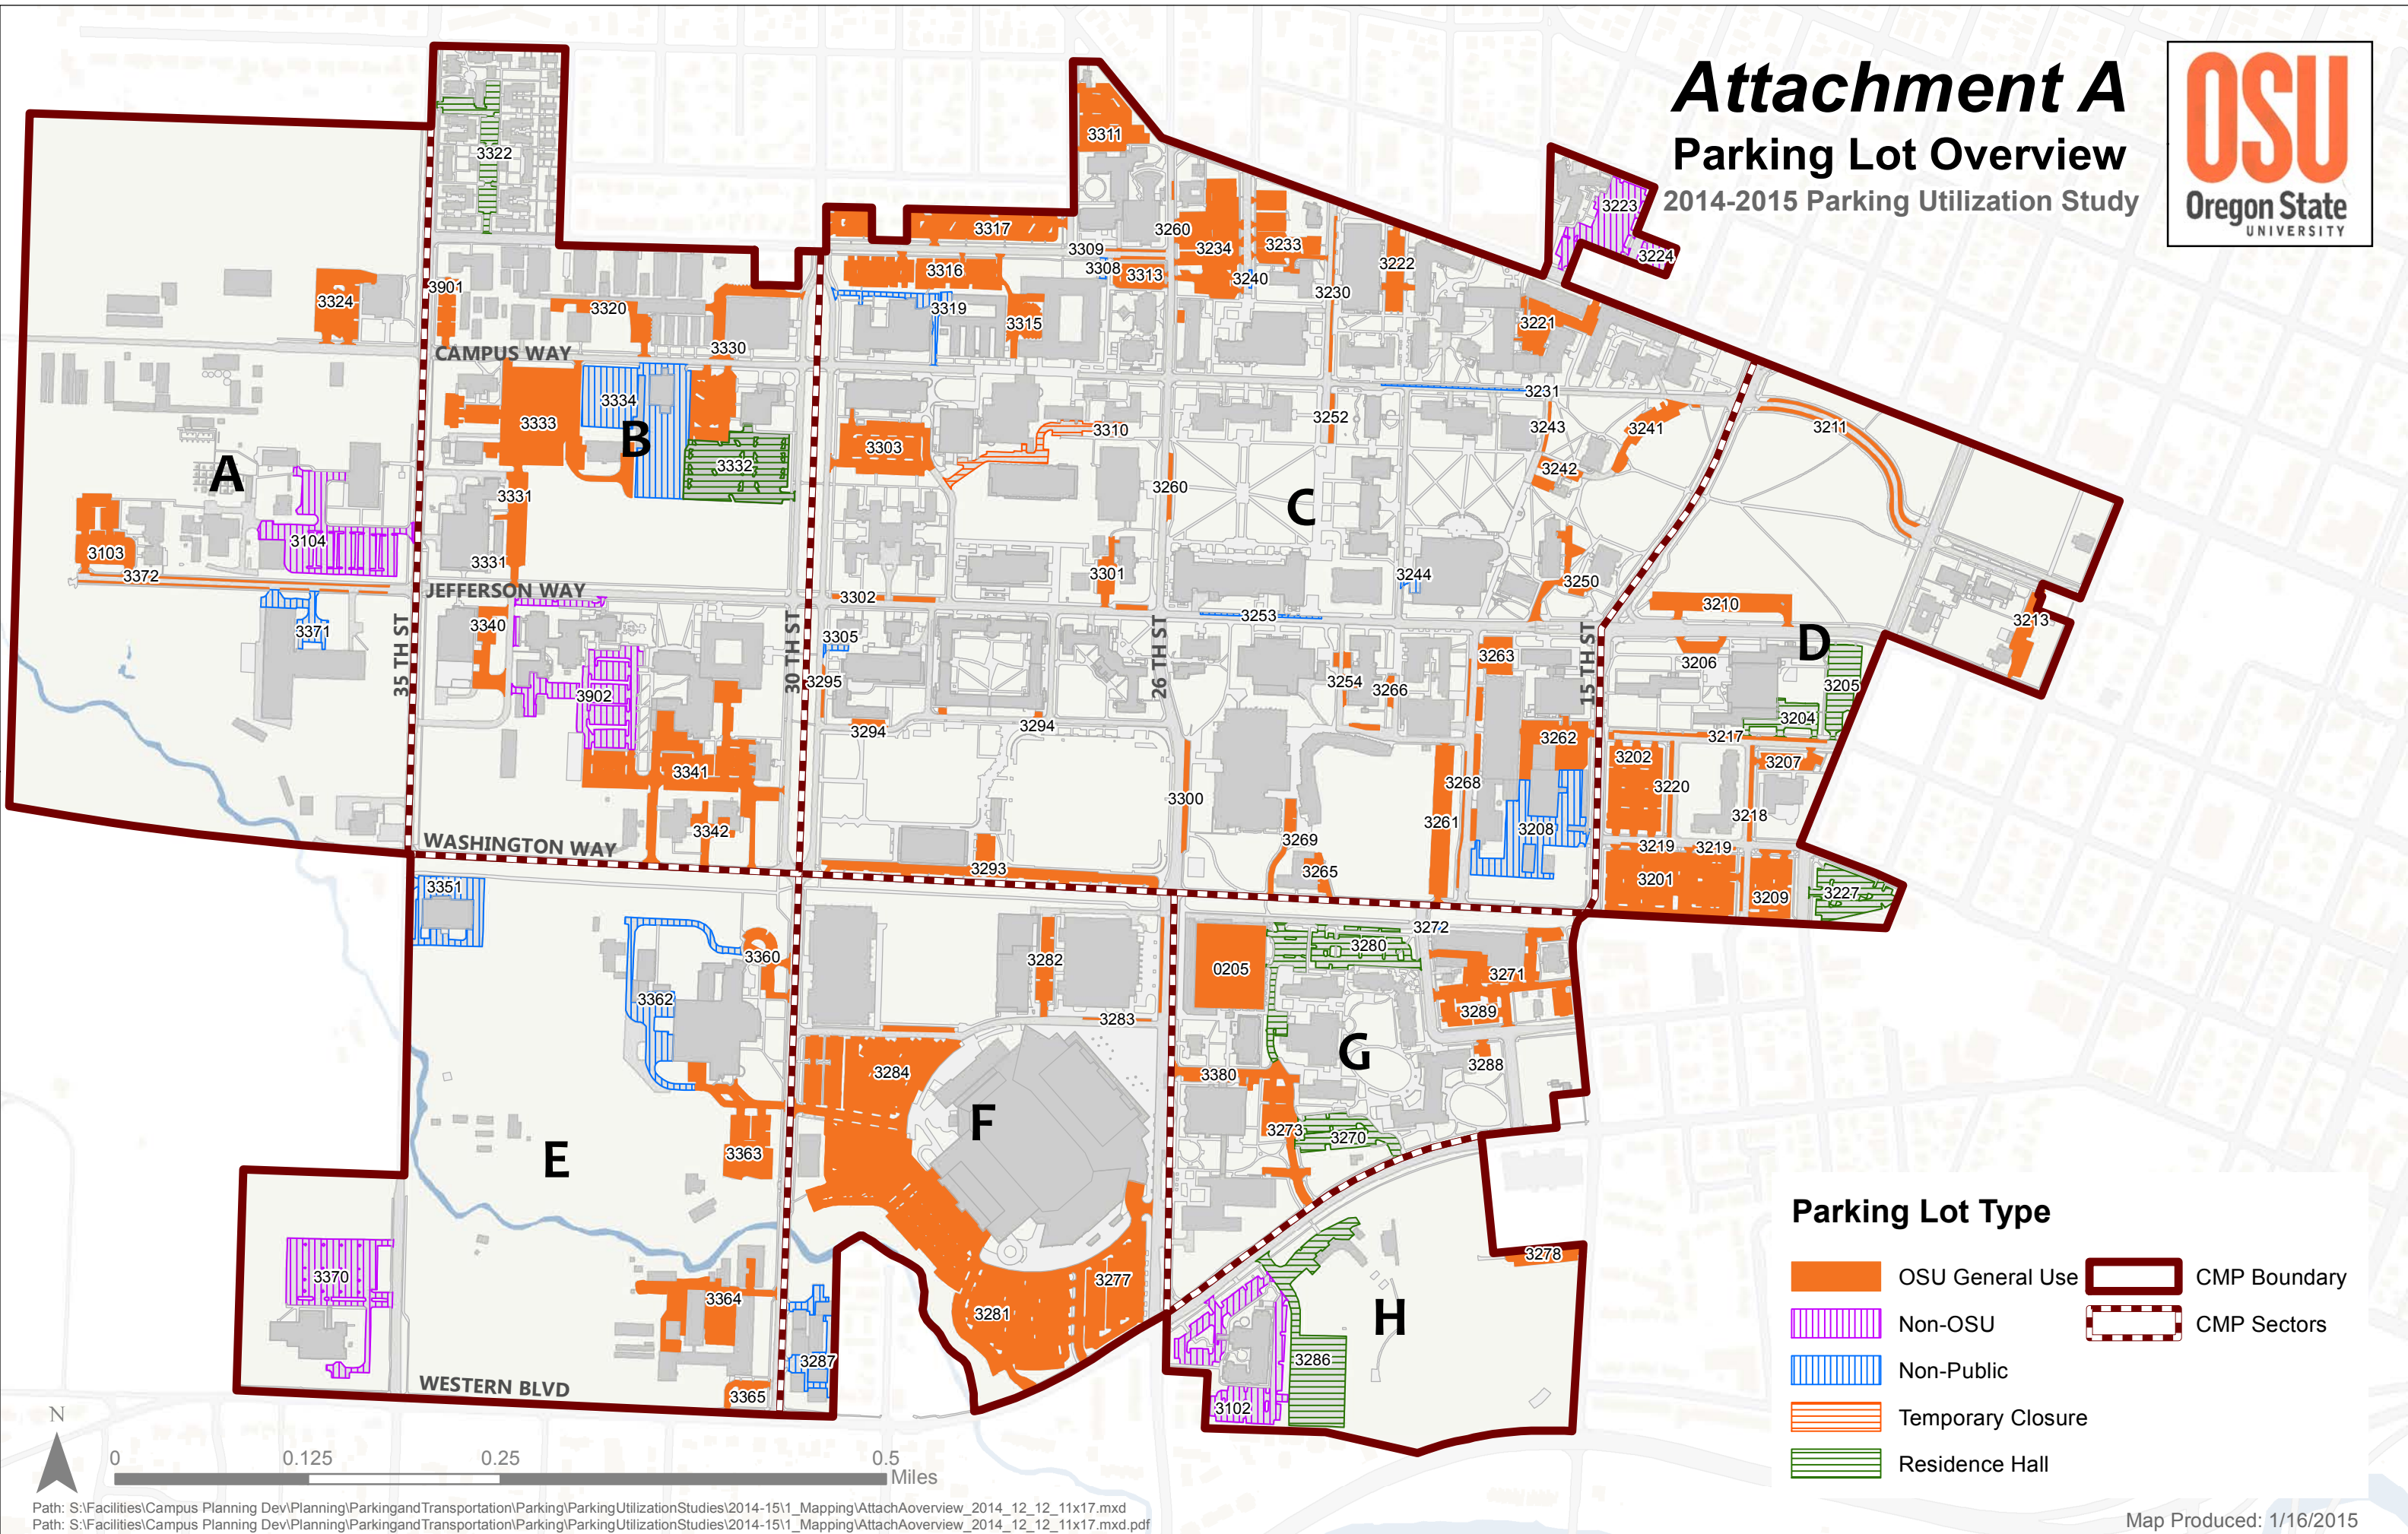 Attachment A
Parking Lot Overview
2014-2015 Parking Utilization Study
OSU
Oregon State
UNIVERSITY
3311
3322
3223
3224
3317
3309
3260
3234
3233
3222
3308
3313
3240
3230
3316
3319
3315
3221
3324
3901
3320
3330
CAMPUS WAY
3334
3333
B
3332
3331
3331
3303
3310
3252
3231
3243
3241
3242
3211
3260
C
A
3104
3103
3372
JEFFERSON WAY
3371
35 TH ST
3340
3902
3341
3342
WASHINGTON WAY
30 TH ST
3302
3301
3305
3295
3294
3294
26 TH ST
3253
3244
3250
3254
3266
3263
15 TH ST
3262
3268
3261
3208
3300
3269
3265
3293
3210
D
3213
3206
3205
3204
3217
3202
3220
3207
3218
3219
3219
3201
3209
3227
3351
3360
3362
3363
E
3370
3364
3365
WESTERN BLVD
3287
3282
3283
3284
F
3277
3281
3272
3280
0205
3271
3289
3288
G
3380
3273
3270
3278
H
3286
3102
Parking Lot Type
OSU General Use
CMP Boundary
Non-OSU
CMP Sectors
Non-Public
Temporary Closure
Residence Hall
N
0 0.125 0.25 0.5
Miles
Path: S:\Facilities\Campus Planning Dev\Planning\ParkingandTransportation\Parking\ParkingUtilizationStudies\2014-15\1_Mapping\AttachAoverview_2014_12_12_11x17.mxd
Path: S:\Facilities\Campus Planning Dev\Planning\ParkingandTransportation\Parking\ParkingUtilizationStudies\2014-15\1_Mapping\AttachAoverview_2014_12_12_11x17.mxd.pdf
Map Produced: 1/16/2015